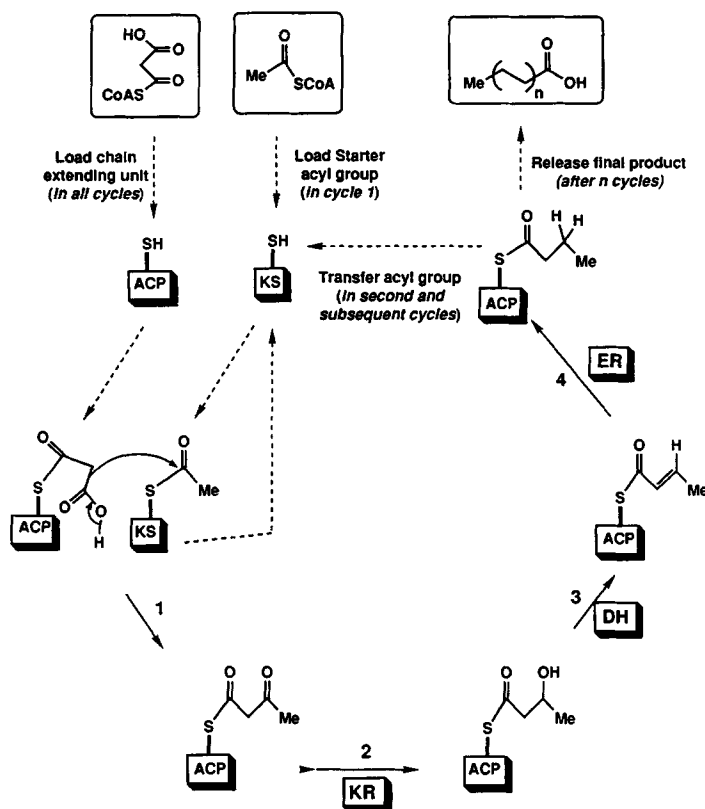 HO
O
O
CoAS
O
Me
SCoA
O
Me
n
OH
Load chain
extending unit
(in all cycles)
Load Starter
acyl group
(in cycle 1)
Release final product
(after n cycles)
SH
ACP
SH
KS
Transfer acyl group
(in second and
subsequent cycles)
O
H
H
S
Me
ACP
ER
4
O
S
O
O
H
ACP
O
S
Me
KS
O
H
S
Me
ACP
3
DH
1
O
O
S
Me
ACP
2
KR
O
OH
S
Me
ACP